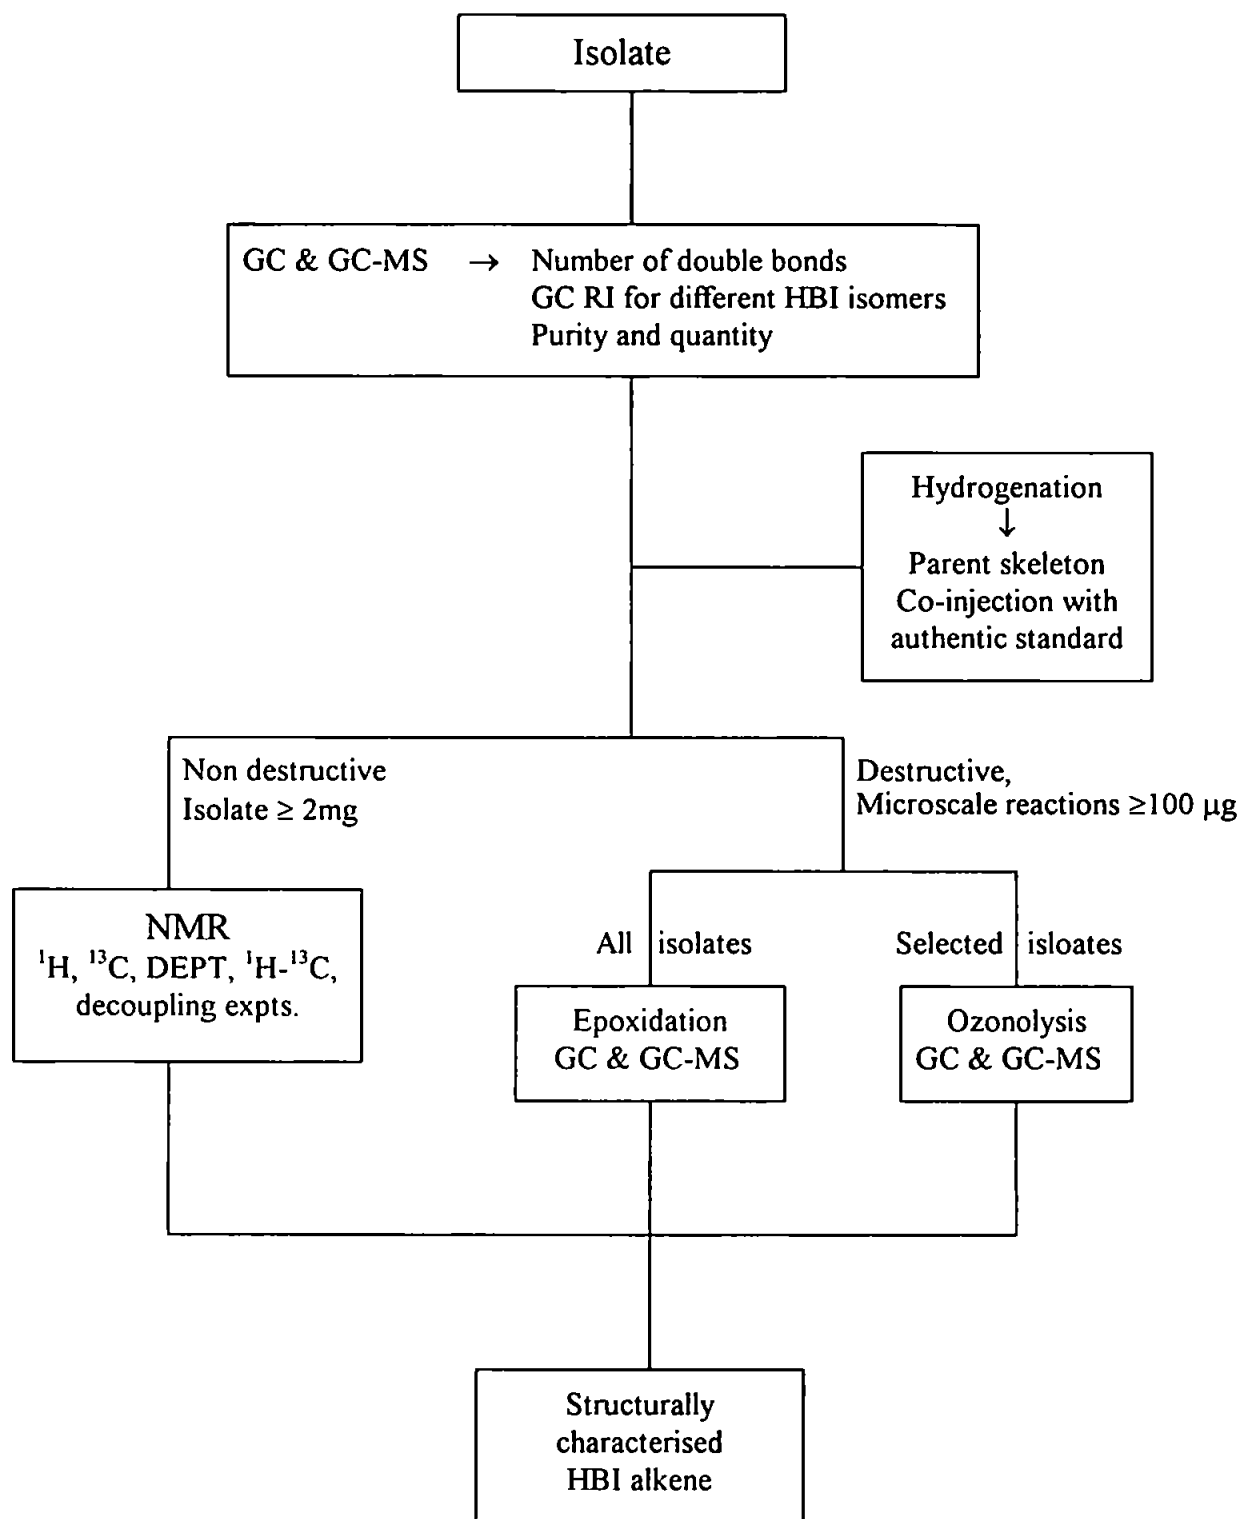 Isolate
GC & GC-MS → Number of double bonds
GC RI for different HBI isomers
Purity and quantity
Hydrogenation
↓
Parent skeleton
Co-injection with
authentic standard
Non destructive
Isolate ≥ 2mg
Destructive,
Microscale reactions ≥100 µg
NMR
¹H, ¹³C, DEPT, ¹H-¹³C,
decoupling expts.
All isolates
Epoxidation
GC & GC-MS
Selected isloates
Ozonolysis
GC & GC-MS
Structurally
characterised
HBI alkene